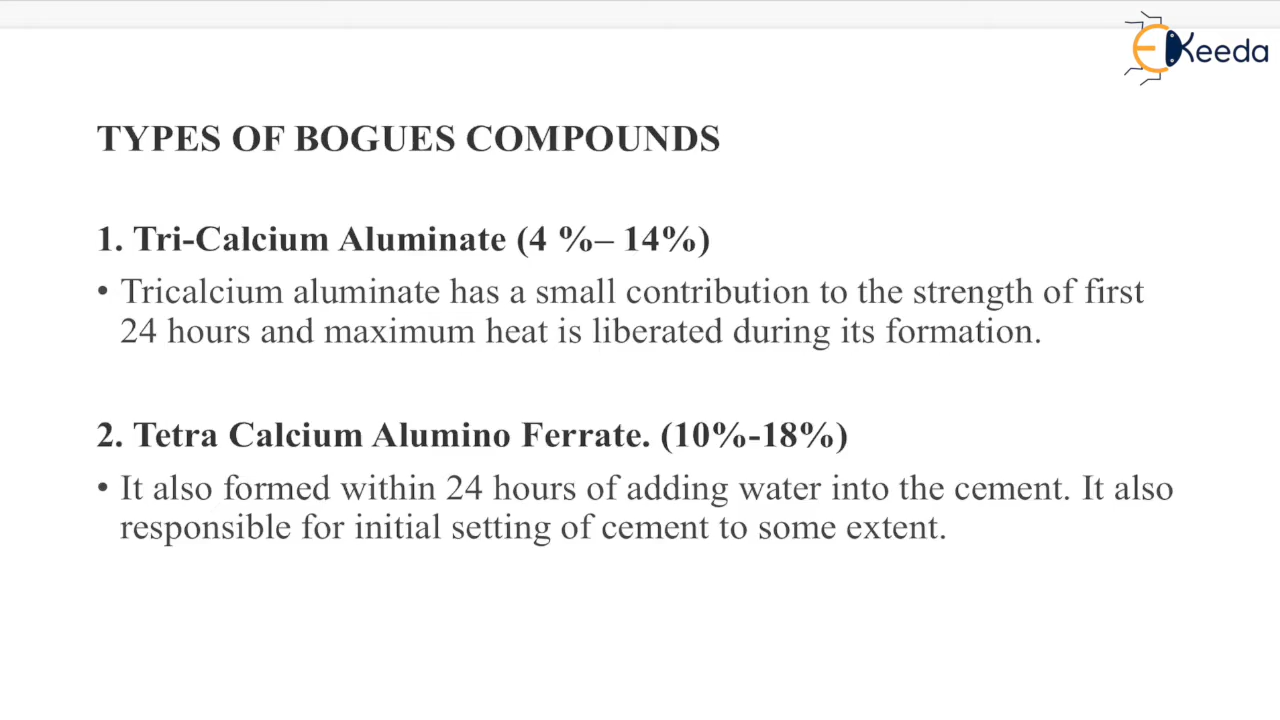 EKeeda
TYPES OF BOGUES COMPOUNDS
1. Tri-Calcium Aluminate (4 %– 14%)
• Tricalcium aluminate has a small contribution to the strength of first
24 hours and maximum heat is liberated during its formation.
2. Tetra Calcium Alumino Ferrate. (10%-18%)
• It also formed within 24 hours of adding water into the cement. It also
responsible for initial setting of cement to some extent.